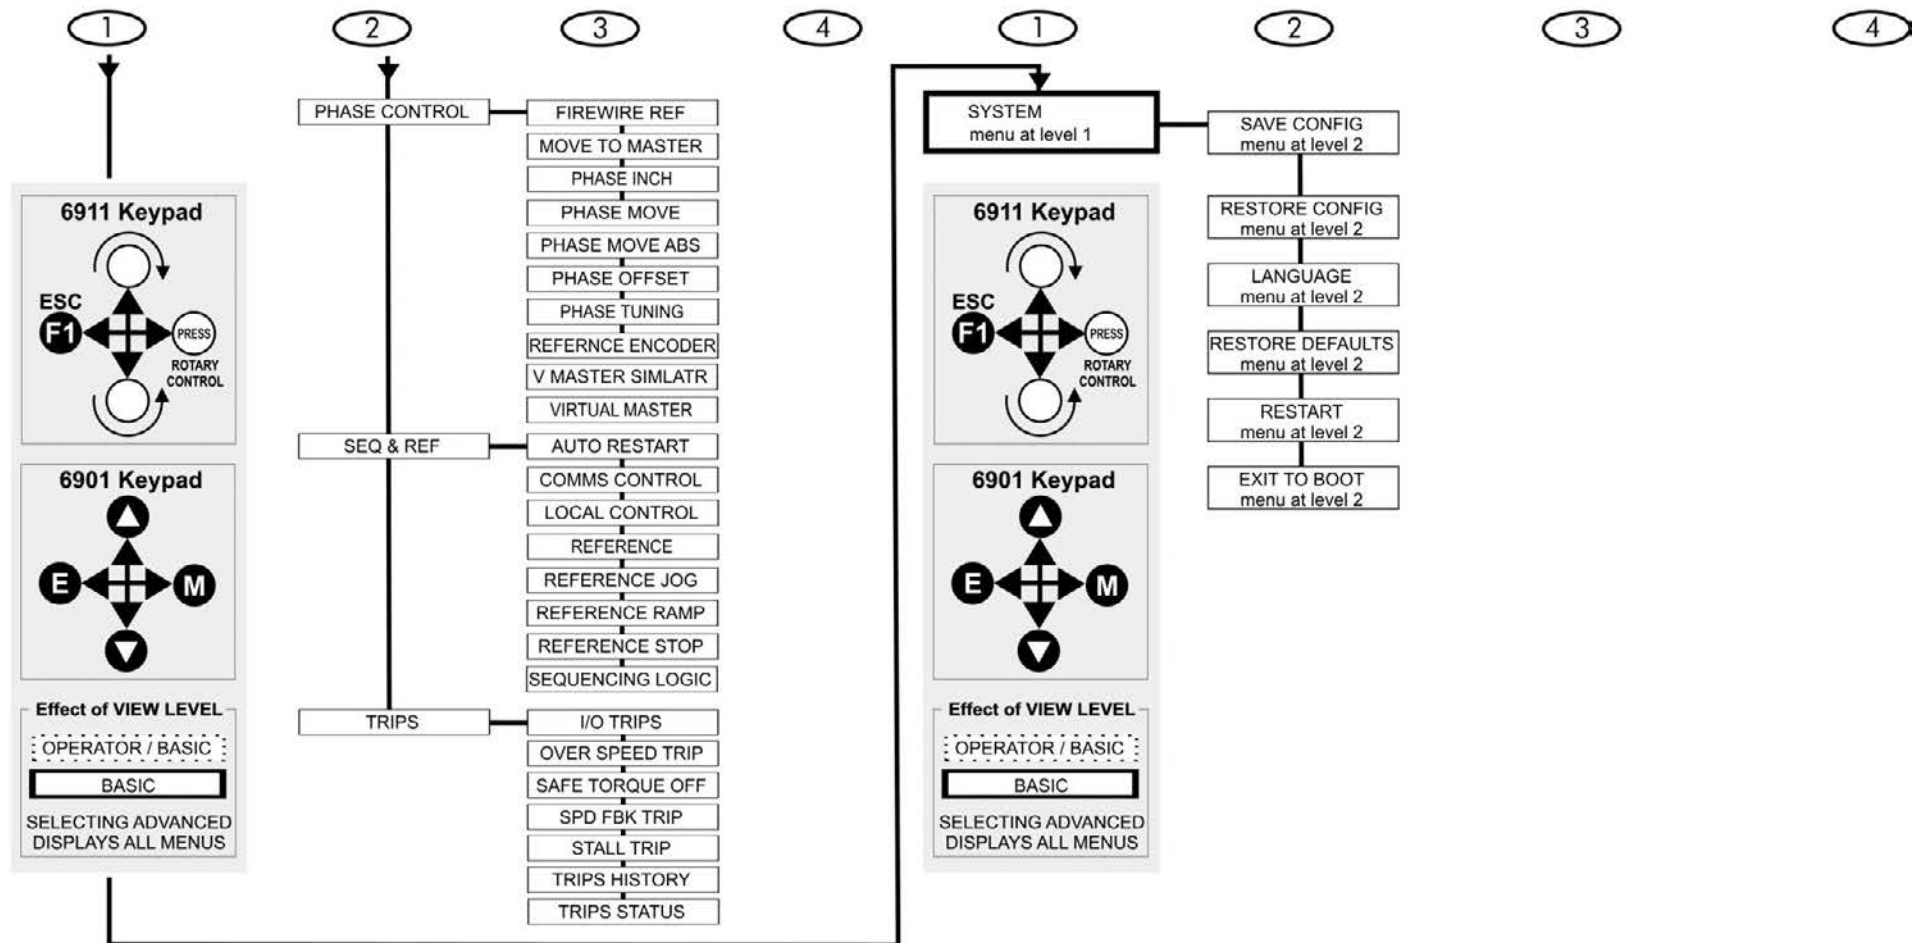 1
2
3
4
1
2
3
4
PHASE CONTROL
FIREWIRE REF
MOVE TO MASTER
PHASE INCH
PHASE MOVE
PHASE MOVE ABS
PHASE OFFSET
PHASE TUNING
REFERNCE ENCODER
V MASTER SIMLATR
VIRTUAL MASTER
SEQ & REF
AUTO RESTART
COMMS CONTROL
LOCAL CONTROL
REFERENCE
REFERENCE JOG
REFERENCE RAMP
REFERENCE STOP
SEQUENCING LOGIC
TRIPS
I/O TRIPS
OVER SPEED TRIP
SAFE TORQUE OFF
SPD FBK TRIP
STALL TRIP
TRIPS HISTORY
TRIPS STATUS
6911 Keypad
ESC
F1
PRESS
ROTARY
CONTROL
6901 Keypad
E
M
Effect of VIEW LEVEL
OPERATOR / BASIC
BASIC
SELECTING ADVANCED
DISPLAYS ALL MENUS
SYSTEM
menu at level 1
SAVE CONFIG
menu at level 2
RESTORE CONFIG
menu at level 2
LANGUAGE
menu at level 2
RESTORE DEFAULTS
menu at level 2
RESTART
menu at level 2
EXIT TO BOOT
menu at level 2
6911 Keypad
ESC
F1
PRESS
ROTARY
CONTROL
6901 Keypad
E
M
Effect of VIEW LEVEL
OPERATOR / BASIC
BASIC
SELECTING ADVANCED
DISPLAYS ALL MENUS